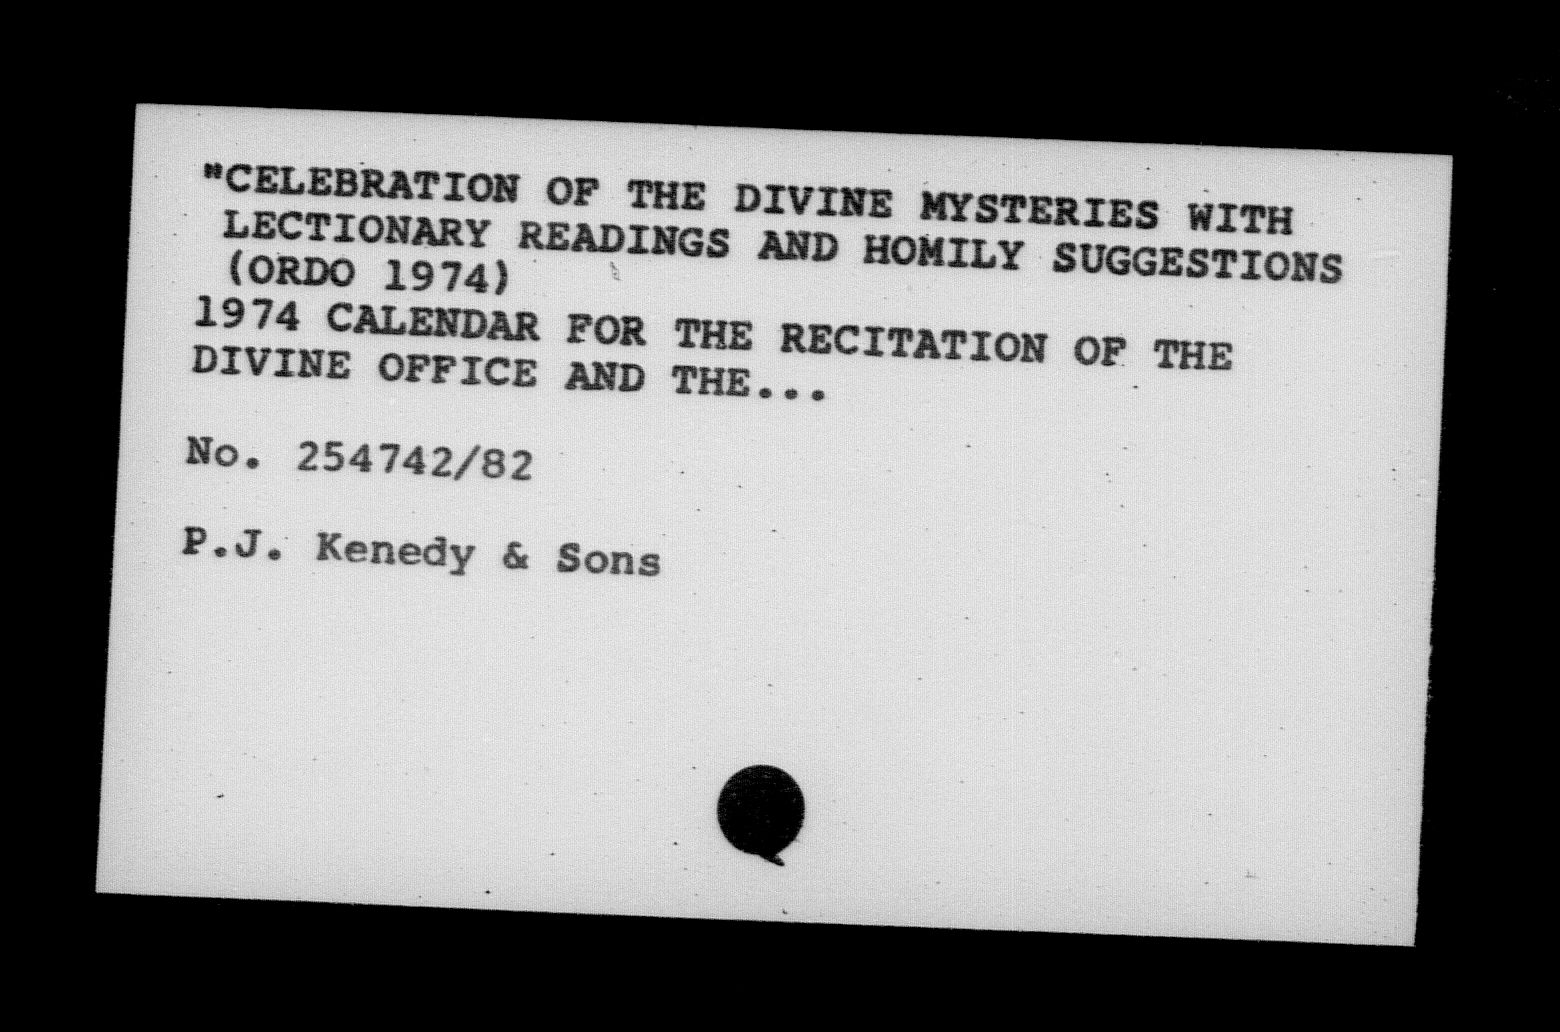 "CELEBRATION OF THE DIVINE MYSTERIES WITH
LECTIONARY READINGS AND HOMILY SUGGESTIONS
(ORDO 1974)
1974 CALENDAR FOR THE RECITATION OF THE
DIVINE OFFICE AND THE...
No. 254742/82
P.J. Kenedy & Sons